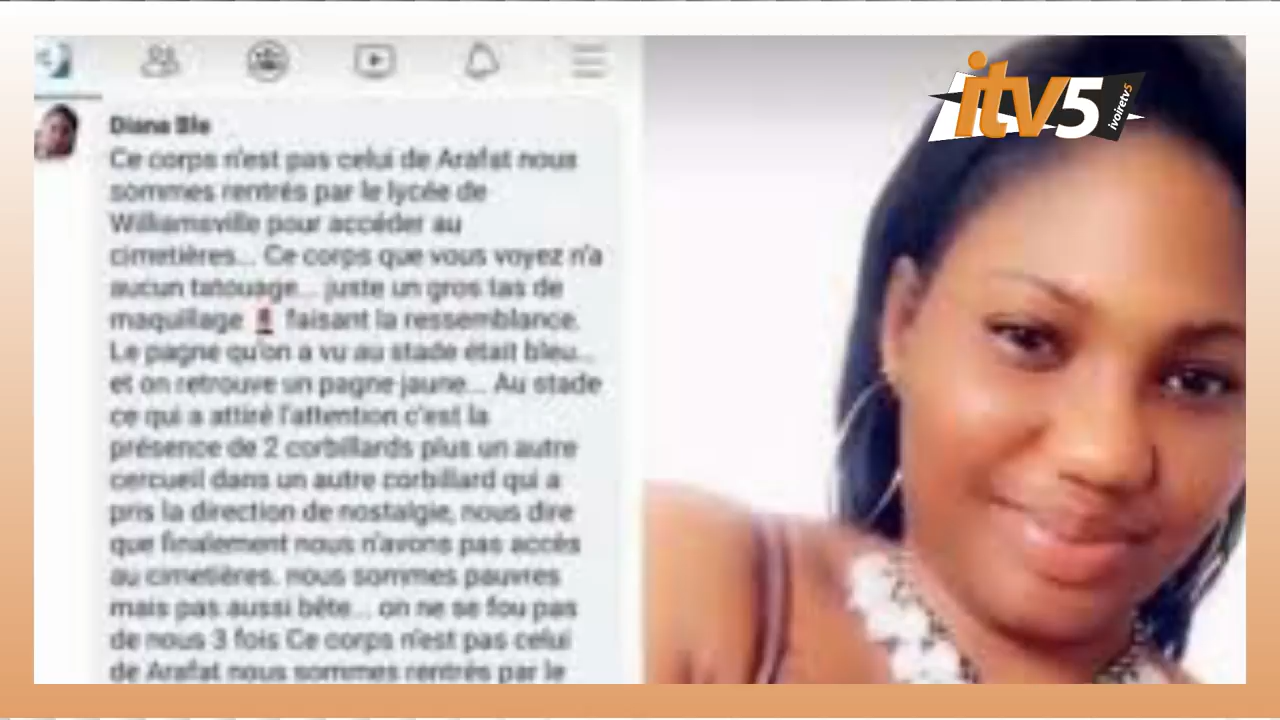 itv5
ivoiretv5
Diana Ble
Ce corps n'est pas celui de Arafat nous
sommes rentrés par le lycée de
Williamsville pour accéder au
cimetières... Ce corps que vous voyez n'a
aucun tatouage... juste un gros tas de
maquillage 💄 faisant la ressemblance.
Le pagne qu'on a vu au stade était bleu...
et on retrouve un pagne jaune... Au stade
ce qui a attiré l'attention c'est la
présence de 2 corbillards plus un autre
cercueil dans un autre corbillard qui a
pris la direction de nostalgie, nous dire
que finalement nous n'avons pas accès
au cimetières. nous sommes pauvres
mais pas aussi bête... on ne se fou pas
de nous 3 fois Ce corps n'est pas celui
de Arafat nous sommes rentrés par le